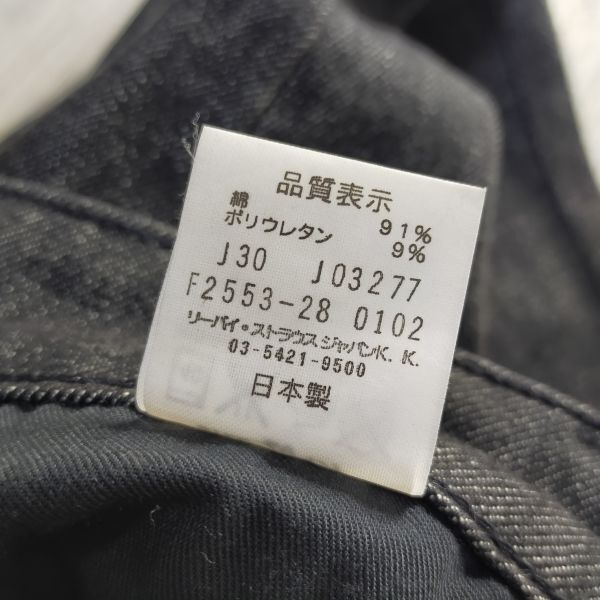 品質表示
綿 91%
ポリウレタン 9%
J30 J03277
F2553-28 0102
リーバイ・ストラウスジャパンK.K.
03-5421-9500
日本製